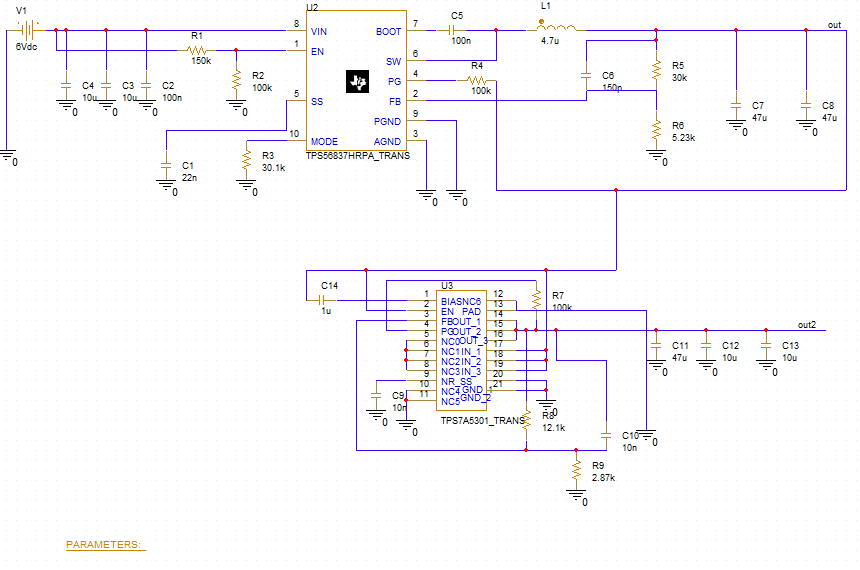 V1
6Vdc
C4
10u
C3
10u
C2
100n
R1
150k
R2
100k
C1
22n
R3
30.1k
U2
8
VIN
1
EN
5
SS
10
MODE
BOOT
7
SW
6
PG
4
FB
2
PGND
9
AGND
3
TPS56837HRPA_TRANS
C5
100n
L1
4.7u
R4
100k
C6
150p
R5
30k
R6
5.23k
C7
47u
C8
47u
out
0
0
0
0
0
0
0
0
0
0
0
0
C14
1u
U3
1
2
3
4
5
6
7
8
9
10
11
BIAS
EN
FB
PG
NC0
NC1
NC2
NC3
NR_SS
NC4
NC5
NC6
PAD
OUT_1
OUT_2
OUT_3
IN_1
IN_2
IN_3
GND_1
GND_2
12
13
14
15
16
17
18
19
20
21
TPS7A5301_TRANS
R7
100k
out2
C11
47u
C12
10u
C13
10u
C9
10n
R8
12.1k
C10
10n
R9
2.87k
0
0
0
0
0
0
0
0
PARAMETERS: